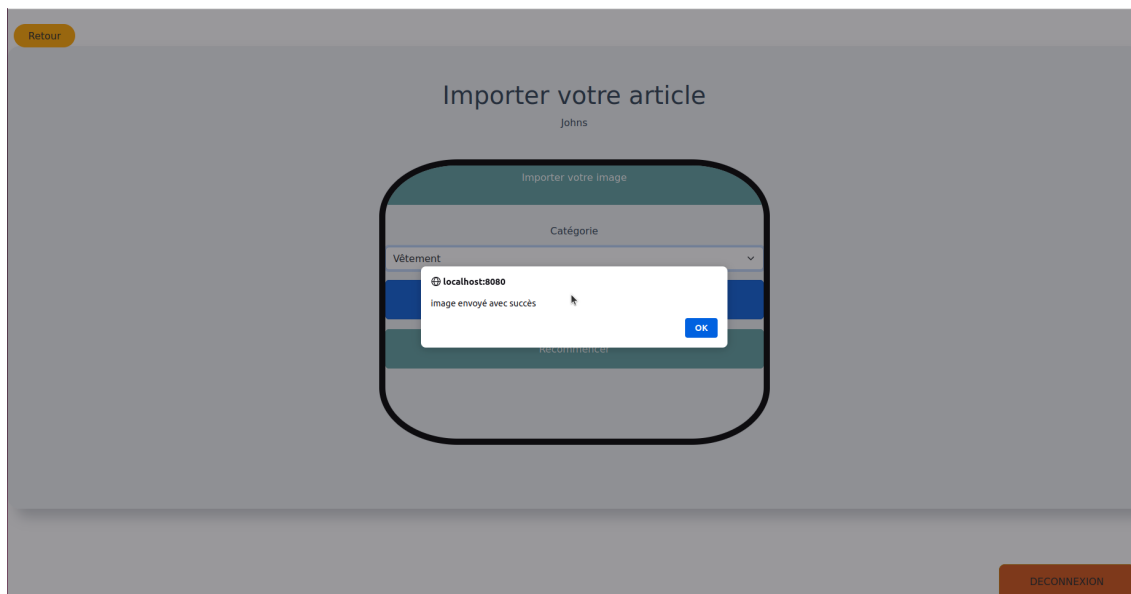 Retour
Importer votre article
Johns
Importer votre image
Catégorie
Vêtement
localhost:8080
image envoyé avec succès
OK
Recommencer
DECONNEXION